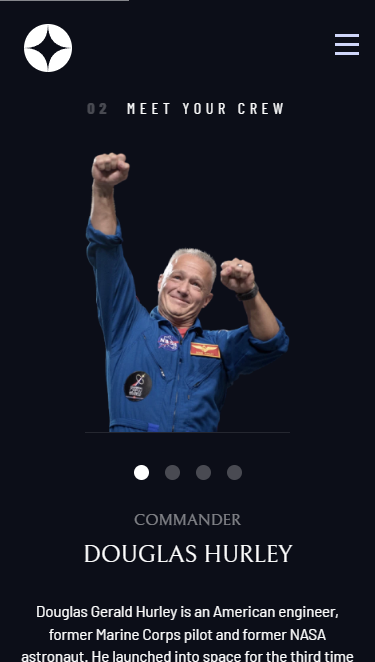 02 MEET YOUR CREW
NASA
COMMANDER
DOUGLAS HURLEY
Douglas Gerald Hurley is an American engineer,
former Marine Corps pilot and former NASA
astronaut. He launched into space for the third time